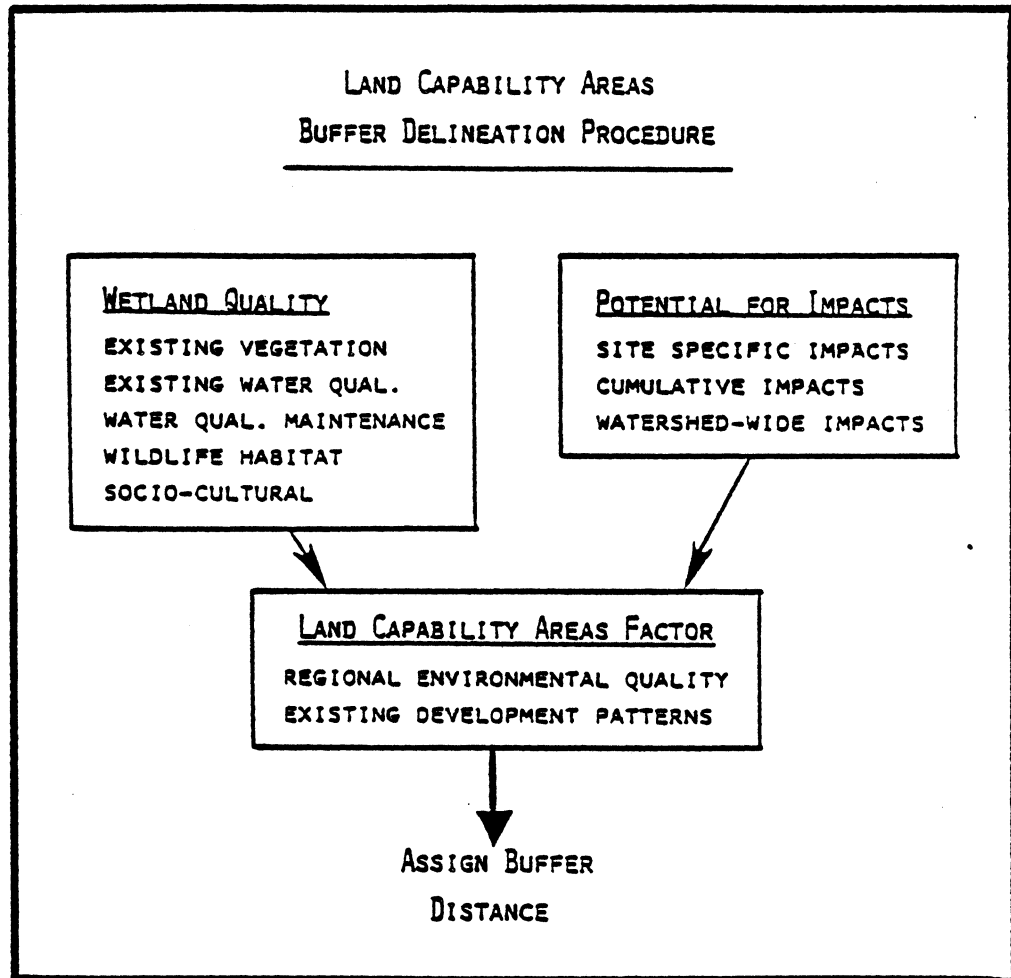 LAND CAPABILITY AREAS
BUFFER DELINEATION PROCEDURE
WETLAND QUALITY
EXISTING VEGETATION
EXISTING WATER QUAL.
WATER QUAL. MAINTENANCE
WILDLIFE HABITAT
SOCIO-CULTURAL
POTENTIAL FOR IMPACTS
SITE SPECIFIC IMPACTS
CUMULATIVE IMPACTS
WATERSHED-WIDE IMPACTS
LAND CAPABILITY AREAS FACTOR
REGIONAL ENVIRONMENTAL QUALITY
EXISTING DEVELOPMENT PATTERNS
ASSIGN BUFFER
DISTANCE